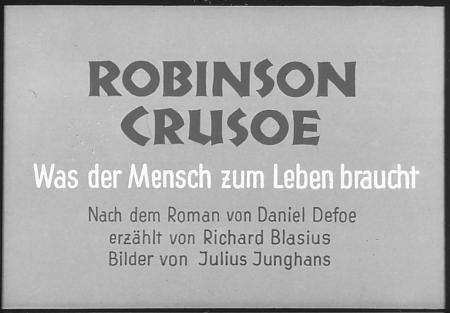 ROBINSON
CRUSOE
Was der Mensch zum Leben braucht
Nach dem Roman von Daniel Defoe
erzählt von Richard Blasius
Bilder von Julius Junghans